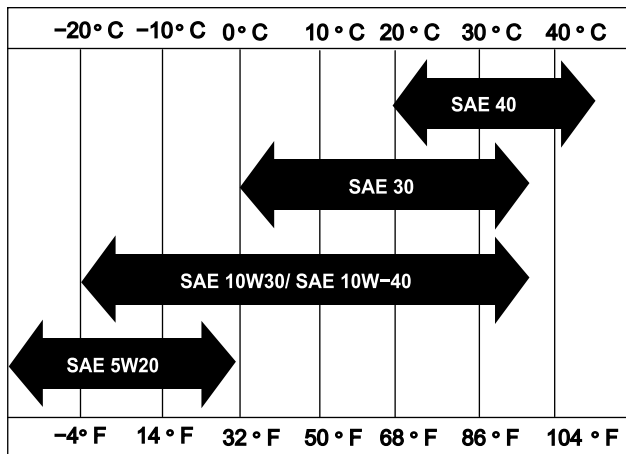 −20° C −10° C 0° C 10° C 20° C 30° C 40° C
SAE 40
SAE 30
SAE 10W30/ SAE 10W−40
SAE 5W20
−4° F 14° F 32 ° F 50 ° F 68 ° F 86 ° F 104 ° F